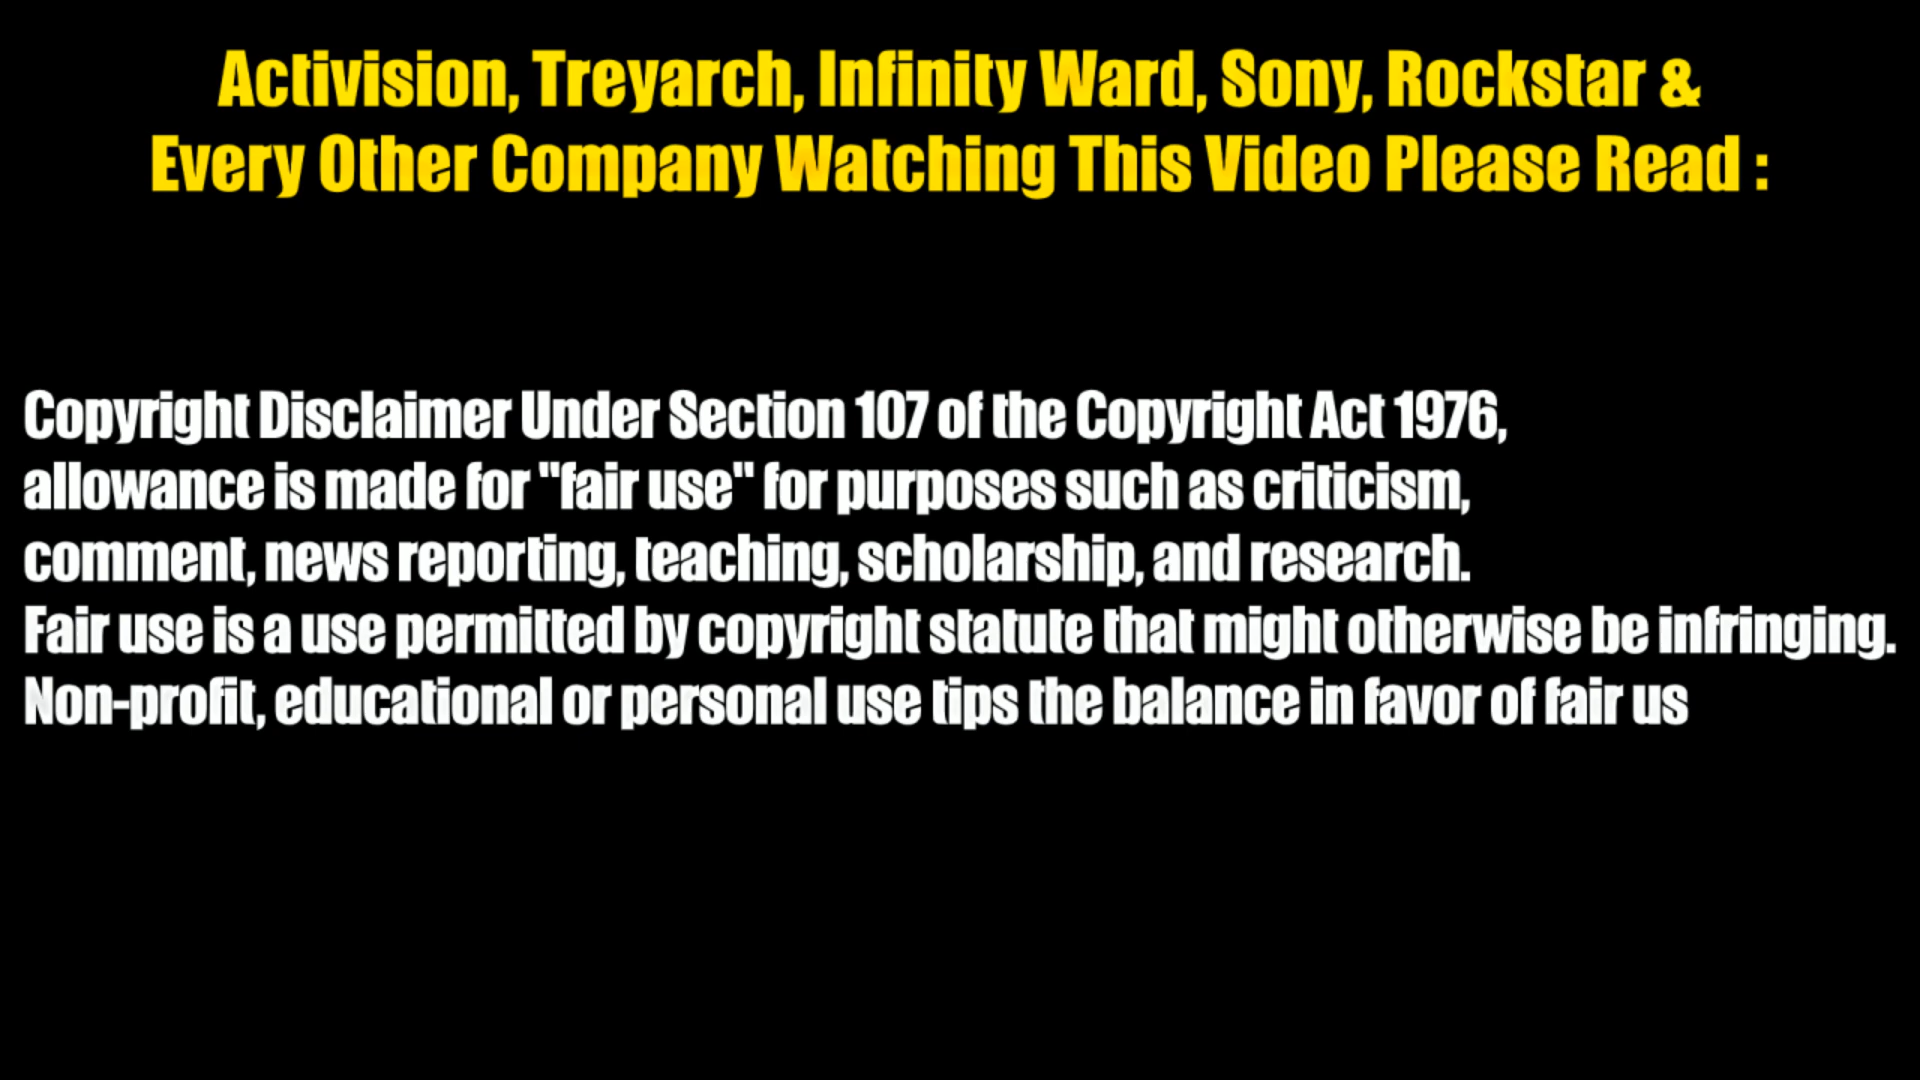 Activision, Treyarch, Infinity Ward, Sony, Rockstar &
Every Other Company Watching This Video Please Read :
Copyright Disclaimer Under Section 107 of the Copyright Act 1976,
allowance is made for "fair use" for purposes such as criticism,
comment, news reporting, teaching, scholarship, and research.
Fair use is a use permitted by copyright statute that might otherwise be infringing.
Non-profit, educational or personal use tips the balance in favor of fair us